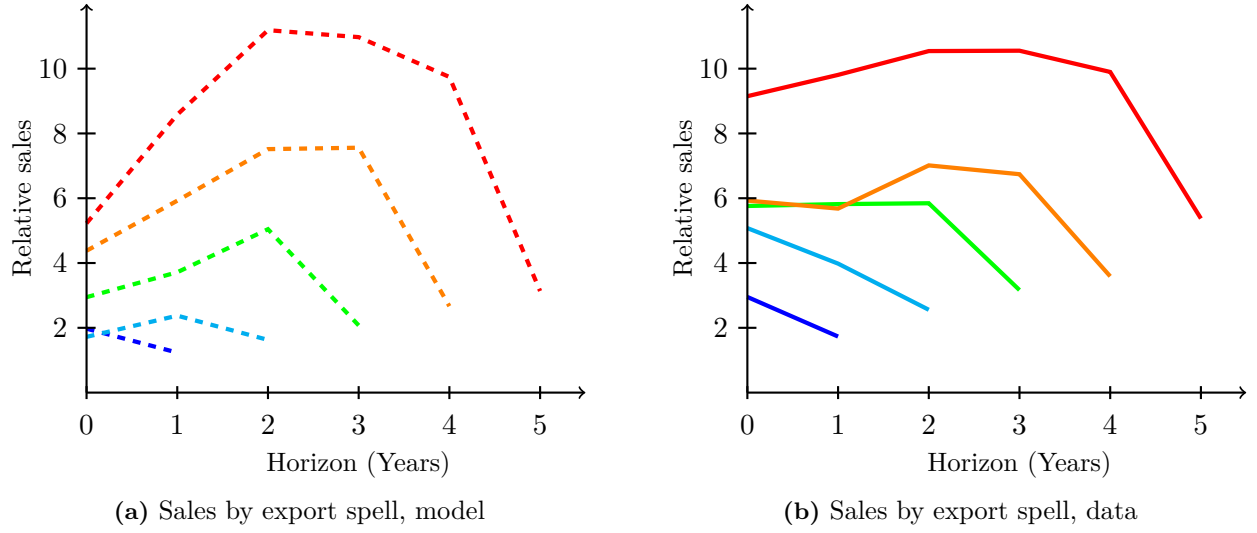 Relative sales
10
8
6
4
2
0 1 2 3 4 5
Horizon (Years)
(a) Sales by export spell, model
Relative sales
10
8
6
4
2
0 1 2 3 4 5
Horizon (Years)
(b) Sales by export spell, data